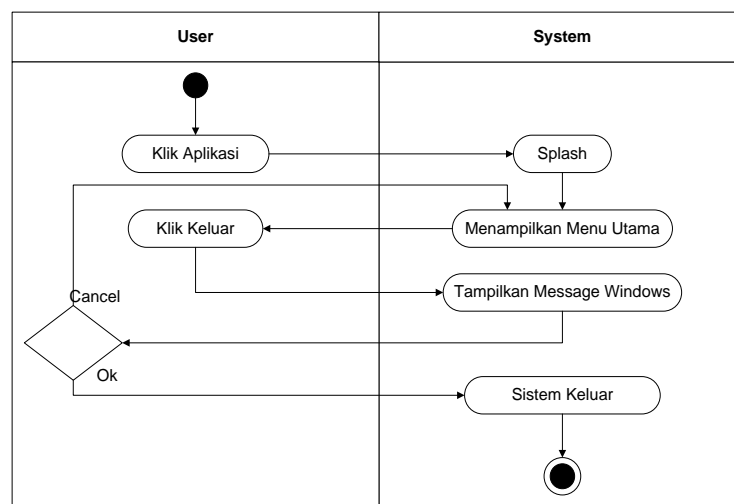 User
System
Klik Aplikasi
Splash
Klik Keluar
Menampilkan Menu Utama
Tampilkan Message Windows
Cancel
Ok
Sistem Keluar